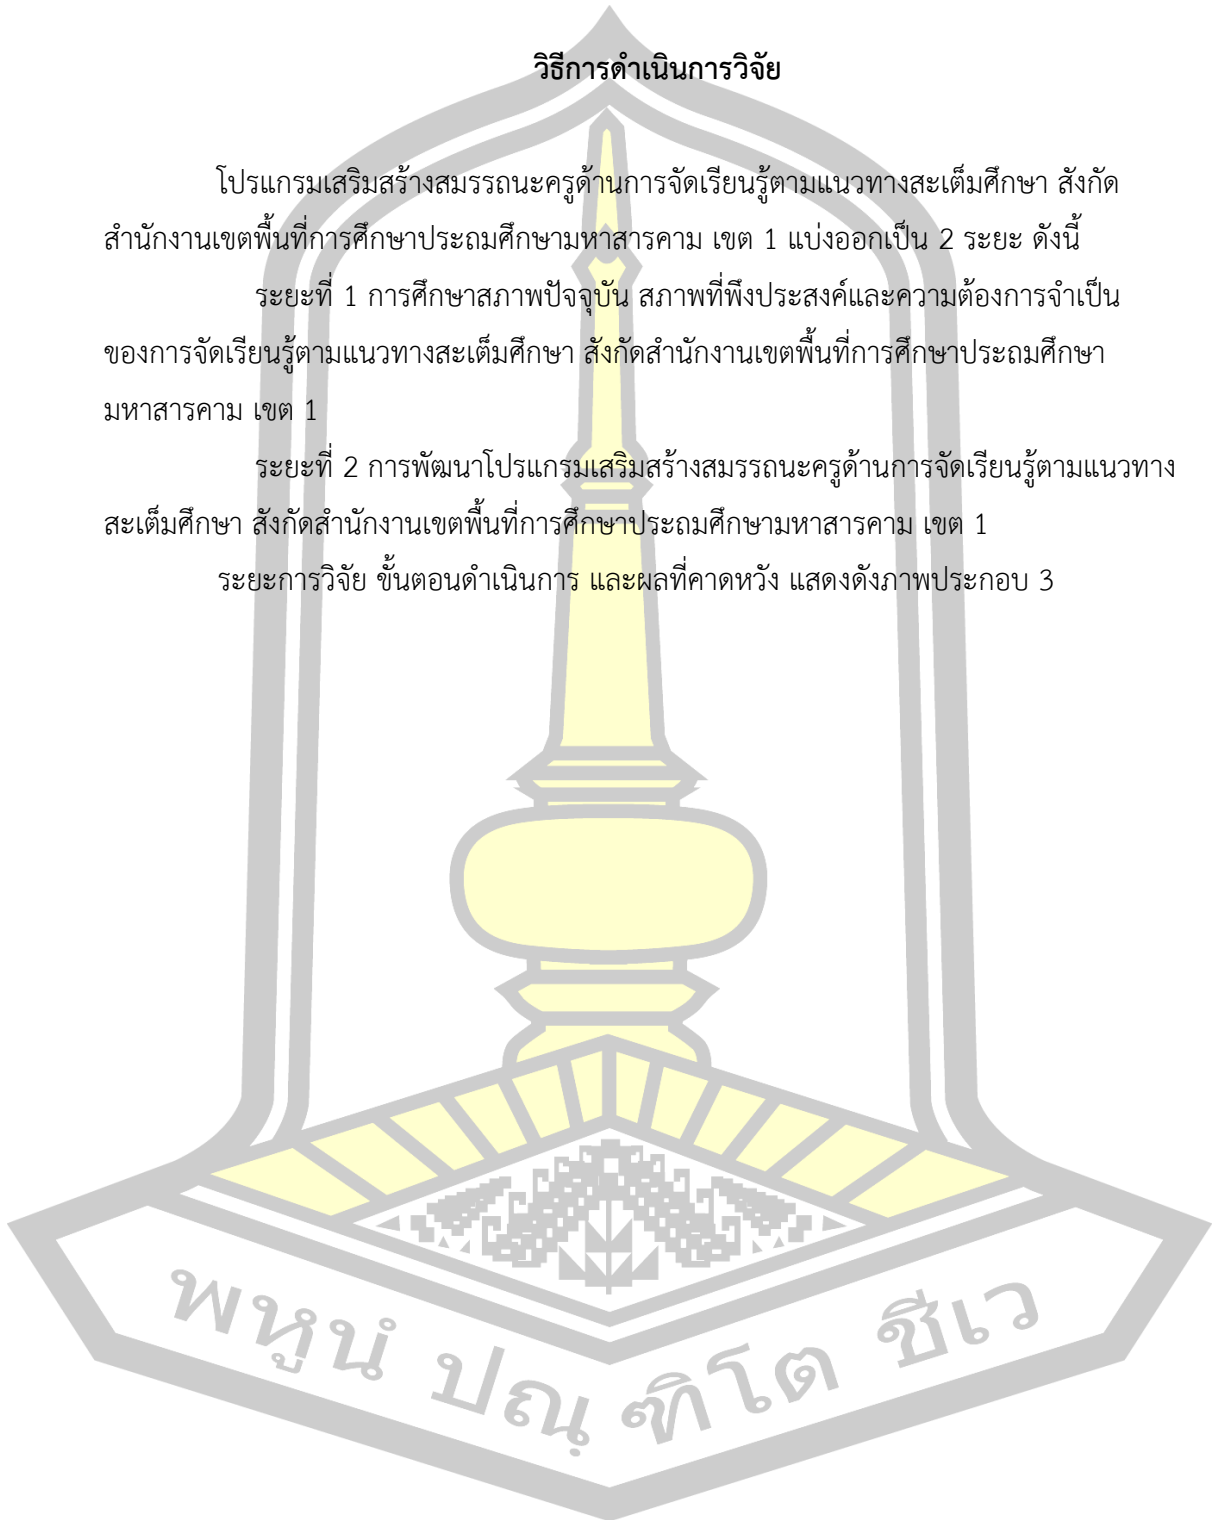 วิธีการดำเนินการวิจัย
โปรแกรมเสริมสร้างสมรรถนะครูด้านการจัดเรียนรู้ตามแนวทางสะเต็มศึกษา สังกัด
สำนักงานเขตพื้นที่การศึกษาประถมศึกษามหาสารคาม เขต 1 แบ่งออกเป็น 2 ระยะ ดังนี้
ระยะที่ 1 การศึกษาสภาพปัจจุบัน สภาพที่พึงประสงค์และความต้องการจำเป็น
ของการจัดเรียนรู้ตามแนวทางสะเต็มศึกษา สังกัดสำนักงานเขตพื้นที่การศึกษาประถมศึกษา
มหาสารคาม เขต 1
ระยะที่ 2 การพัฒนาโปรแกรมเสริมสร้างสมรรถนะครูด้านการจัดเรียนรู้ตามแนวทาง
สะเต็มศึกษา สังกัดสำนักงานเขตพื้นที่การศึกษาประถมศึกษามหาสารคาม เขต 1
ระยะการวิจัย ขั้นตอนดำเนินการ และผลที่คาดหวัง แสดงดังภาพประกอบ 3
พหูนํ ปณฺ ฑิโต ชีเว